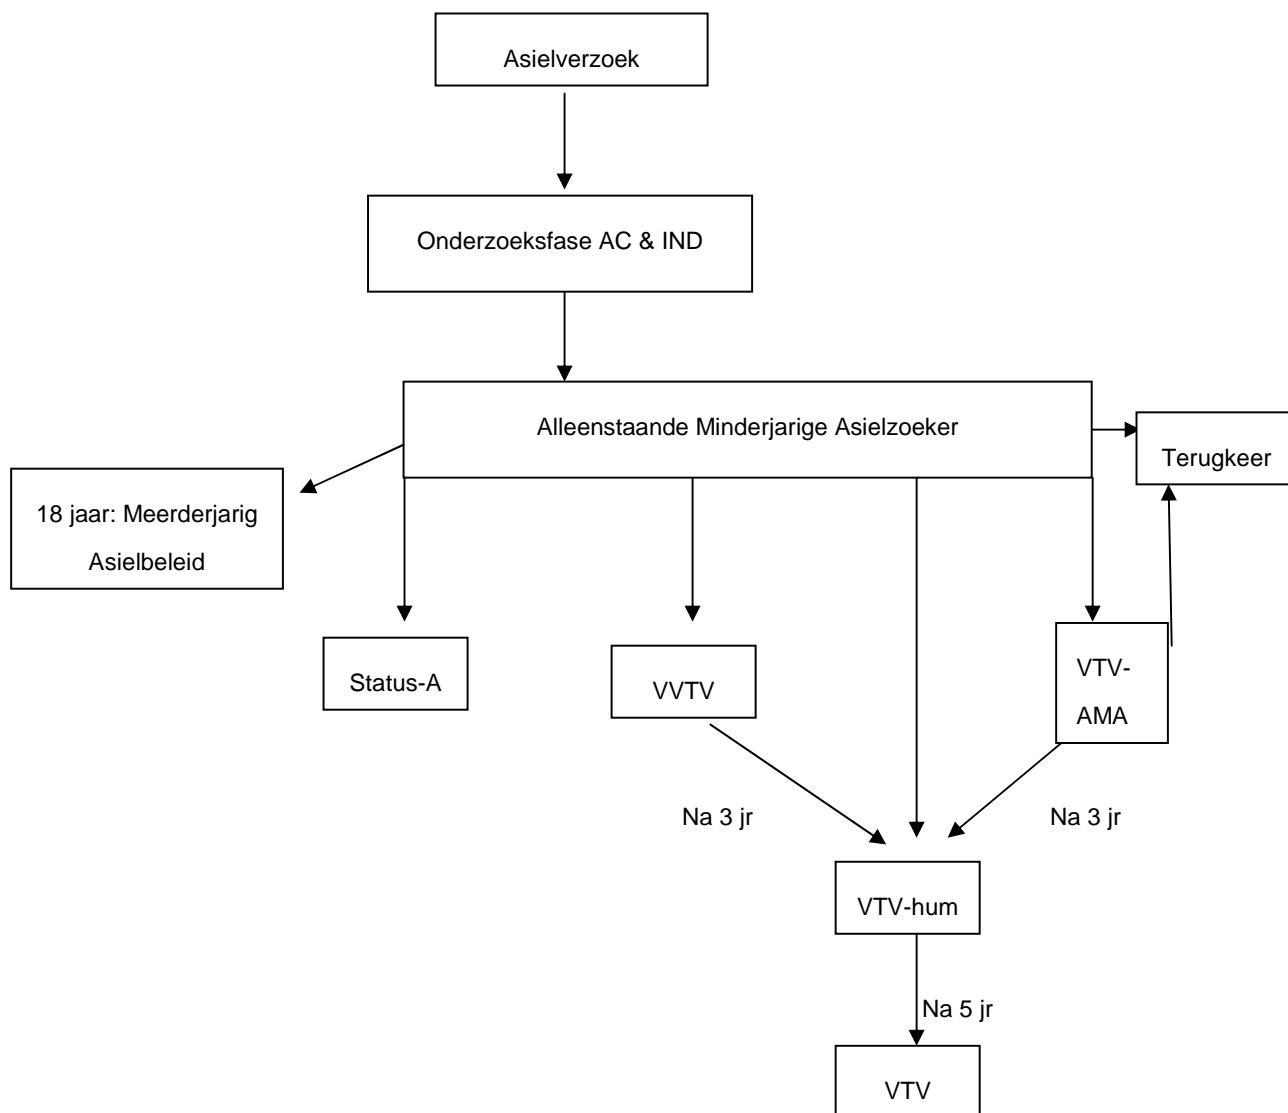 Asielverzoek
Onderzoeksfase AC & IND
Alleenstaande Minderjarige Asielzoeker
Terugkeer
18 jaar: Meerderjarig
Asielbeleid
Status-A
VVTV
VTV-
AMA
Na 3 jr
Na 3 jr
VTV-hum
Na 5 jr
VTV